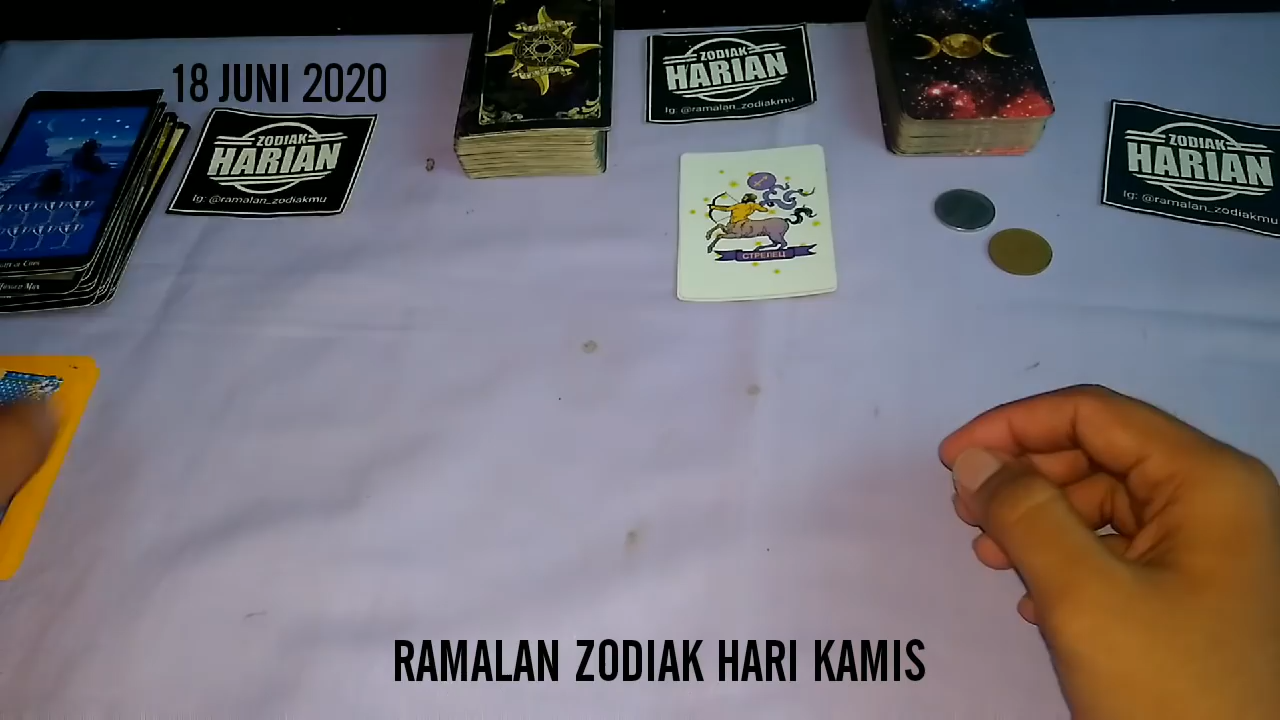 18 JUNI 2020
ZODIAK
HARIAN
Ig: @ramalan_zodiakmu
ZODIAK
HARIAN
Ig: @ramalan_zodiakmu
ZODIAK
HARIAN
Ig: @ramalan_zodiakmu
СТРЕЛЕЦ
RAMALAN ZODIAK HARI KAMIS